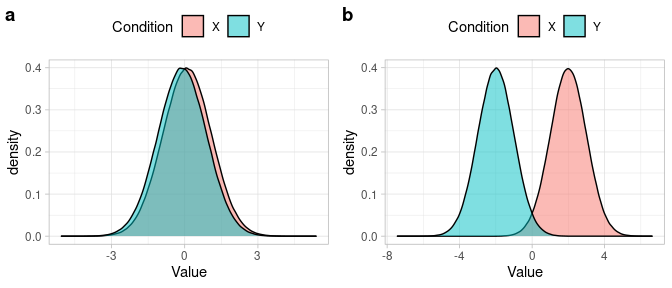 a
Condition X Y
density
0.4
0.3
0.2
0.1
0.0
-3 0 3
Value
b
Condition X Y
density
0.4
0.3
0.2
0.1
0.0
-8 -4 0 4
Value